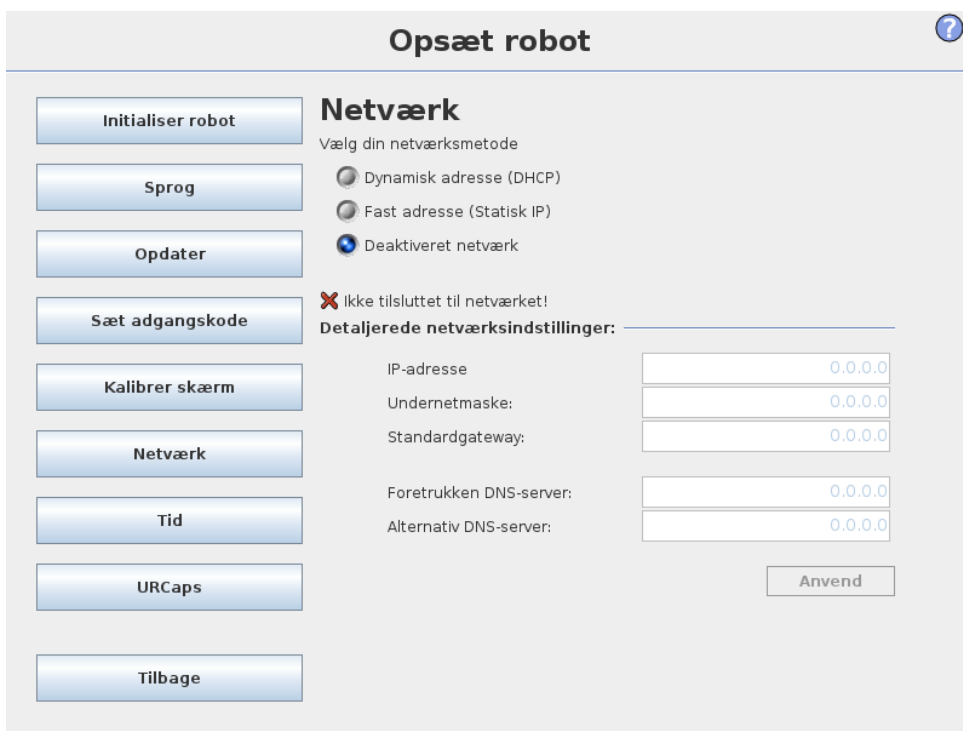 Opsæt robot
?
Initialiser robot
Sprog
Opdater
Sæt adgangskode
Kalibrer skærm
Netværk
Tid
URCaps
Tilbage
Netværk
Vælg din netværksmetode
Dynamisk adresse (DHCP)
Fast adresse (Statisk IP)
Deaktiveret netværk
Ikke tilsluttet til netværket!
Detaljerede netværksindstillinger:
IP-adresse 0.0.0.0
Undernetmaske: 0.0.0.0
Standardgateway: 0.0.0.0
Foretrukken DNS-server: 0.0.0.0
Alternativ DNS-server: 0.0.0.0
Anvend